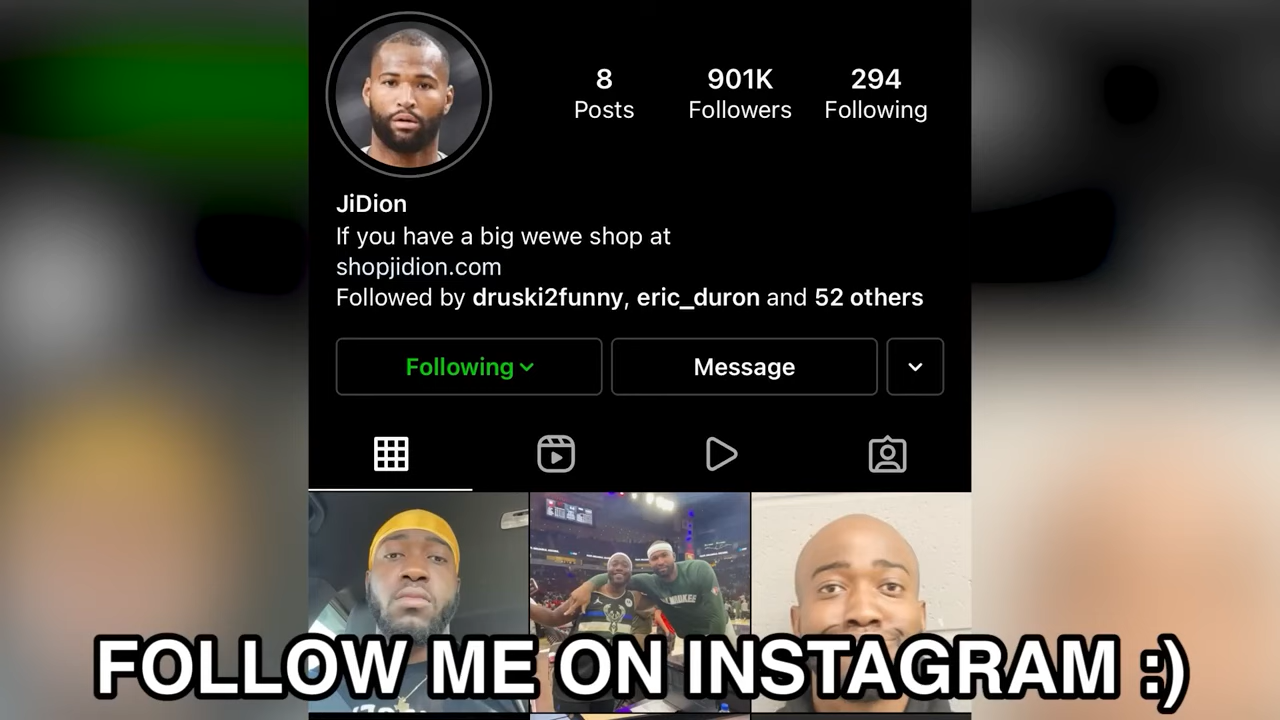 8 901K 294
Posts Followers Following
JiDion
If you have a big wewe shop at
shopjidion.com
Followed by druski2funny, eric_duron and 52 others
Following Message
FOLLOW ME ON INSTAGRAM :)